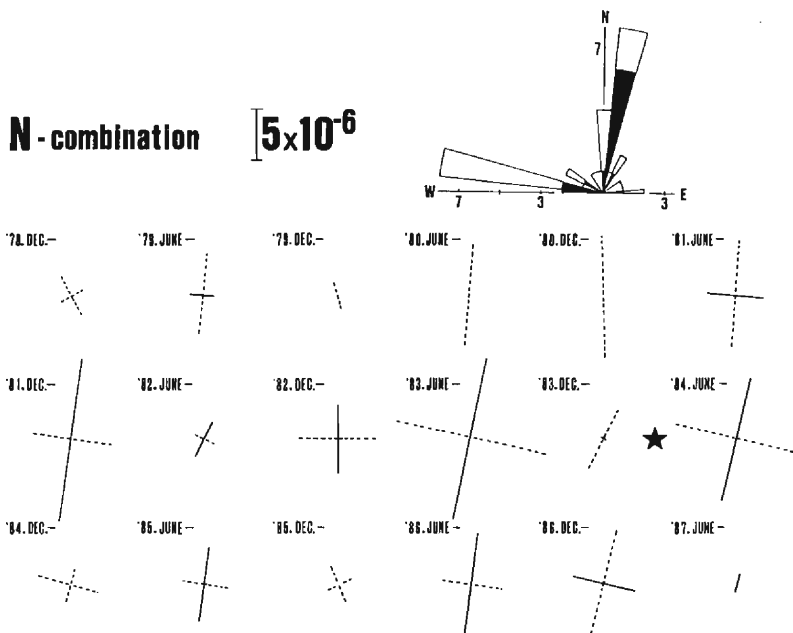 N
7
N-combination
5x10⁻⁶
W 7 3 3 E
'78.DEC.— '79.JUNE— '79.DEC.— '80.JUNE— '80.DEC.— '81.JUNE—
'81.DEC.— '82.JUNE— '82.DEC.— '83.JUNE— '83.DEC.— '84.JUNE—
'84.DEC.— '85.JUNE— '85.DEC.— '86.JUNE— '86.DEC.— '87.JUNE—